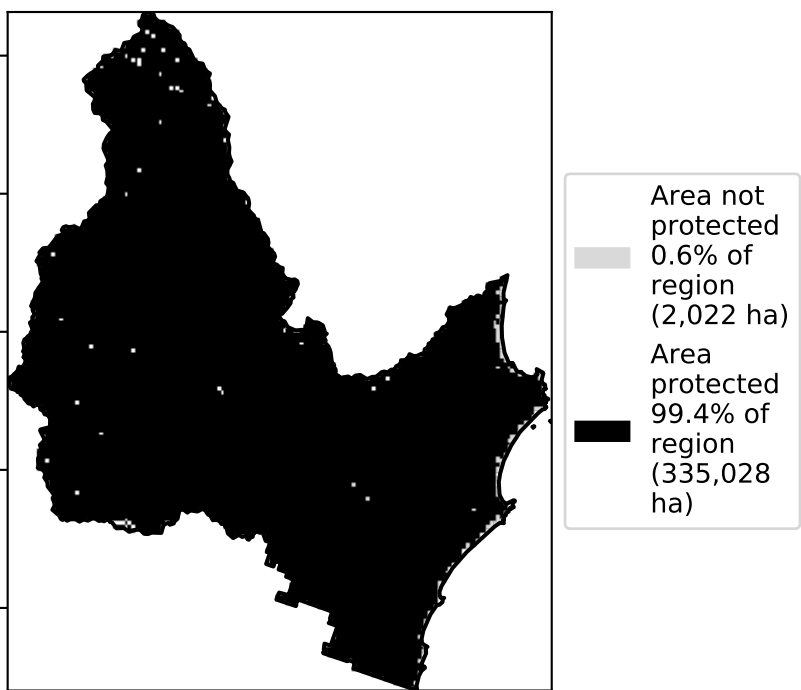 Area not
protected
0.6% of
region
(2,022 ha)
Area
protected
99.4% of
region
(335,028
ha)